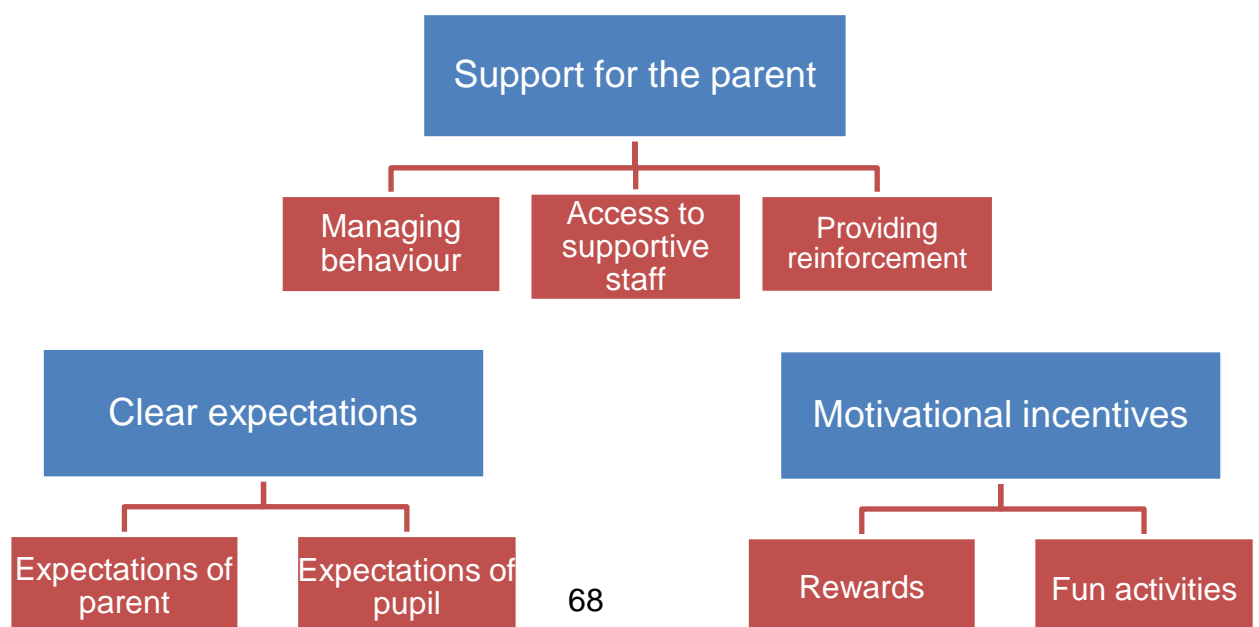 Support for the parent
Managing
behaviour
Access to
supportive
staff
Providing
reinforcement
Clear expectations
Expectations of
parent
Expectations of
pupil
Motivational incentives
Rewards
Fun activities
68